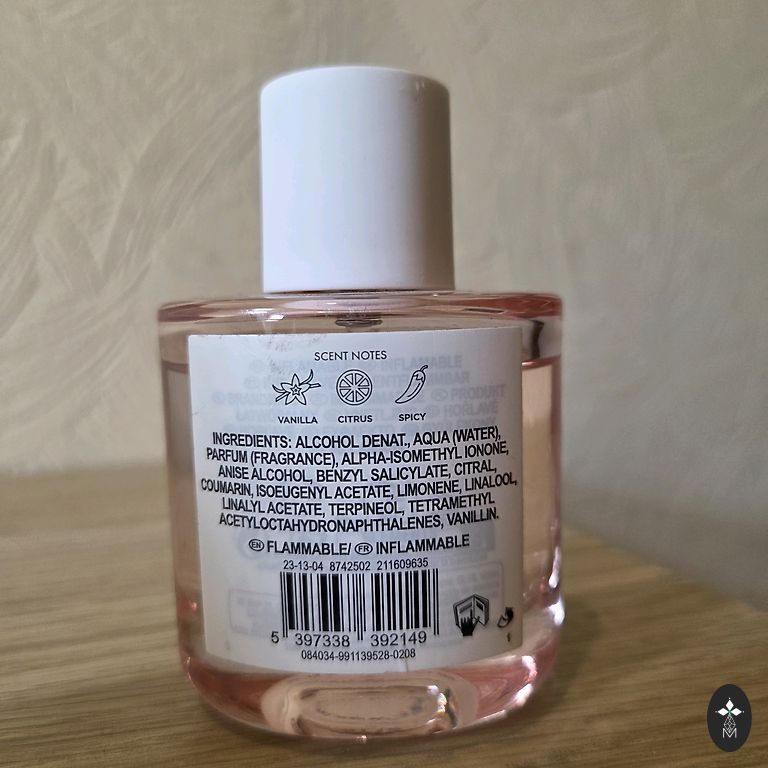 SCENT NOTES
VANILLA CITRUS SPICY
INGREDIENTS: ALCOHOL DENAT., AQUA (WATER),
PARFUM (FRAGRANCE), ALPHA-ISOMETHYL IONONE,
ANISE ALCOHOL, BENZYL SALICYLATE, CITRAL,
COUMARIN, ISOEUGENYL ACETATE, LIMONENE, LINALOOL,
LINALYL ACETATE, TERPINEOL, TETRAMETHYL
ACETYLOCTAHYDRONAPHTHALENES, VANILLIN.
EN FLAMMABLE/ FR INFLAMMABLE
23-13-04 8742502 211609635
5 397338 392149
084034-991139528-0208
M